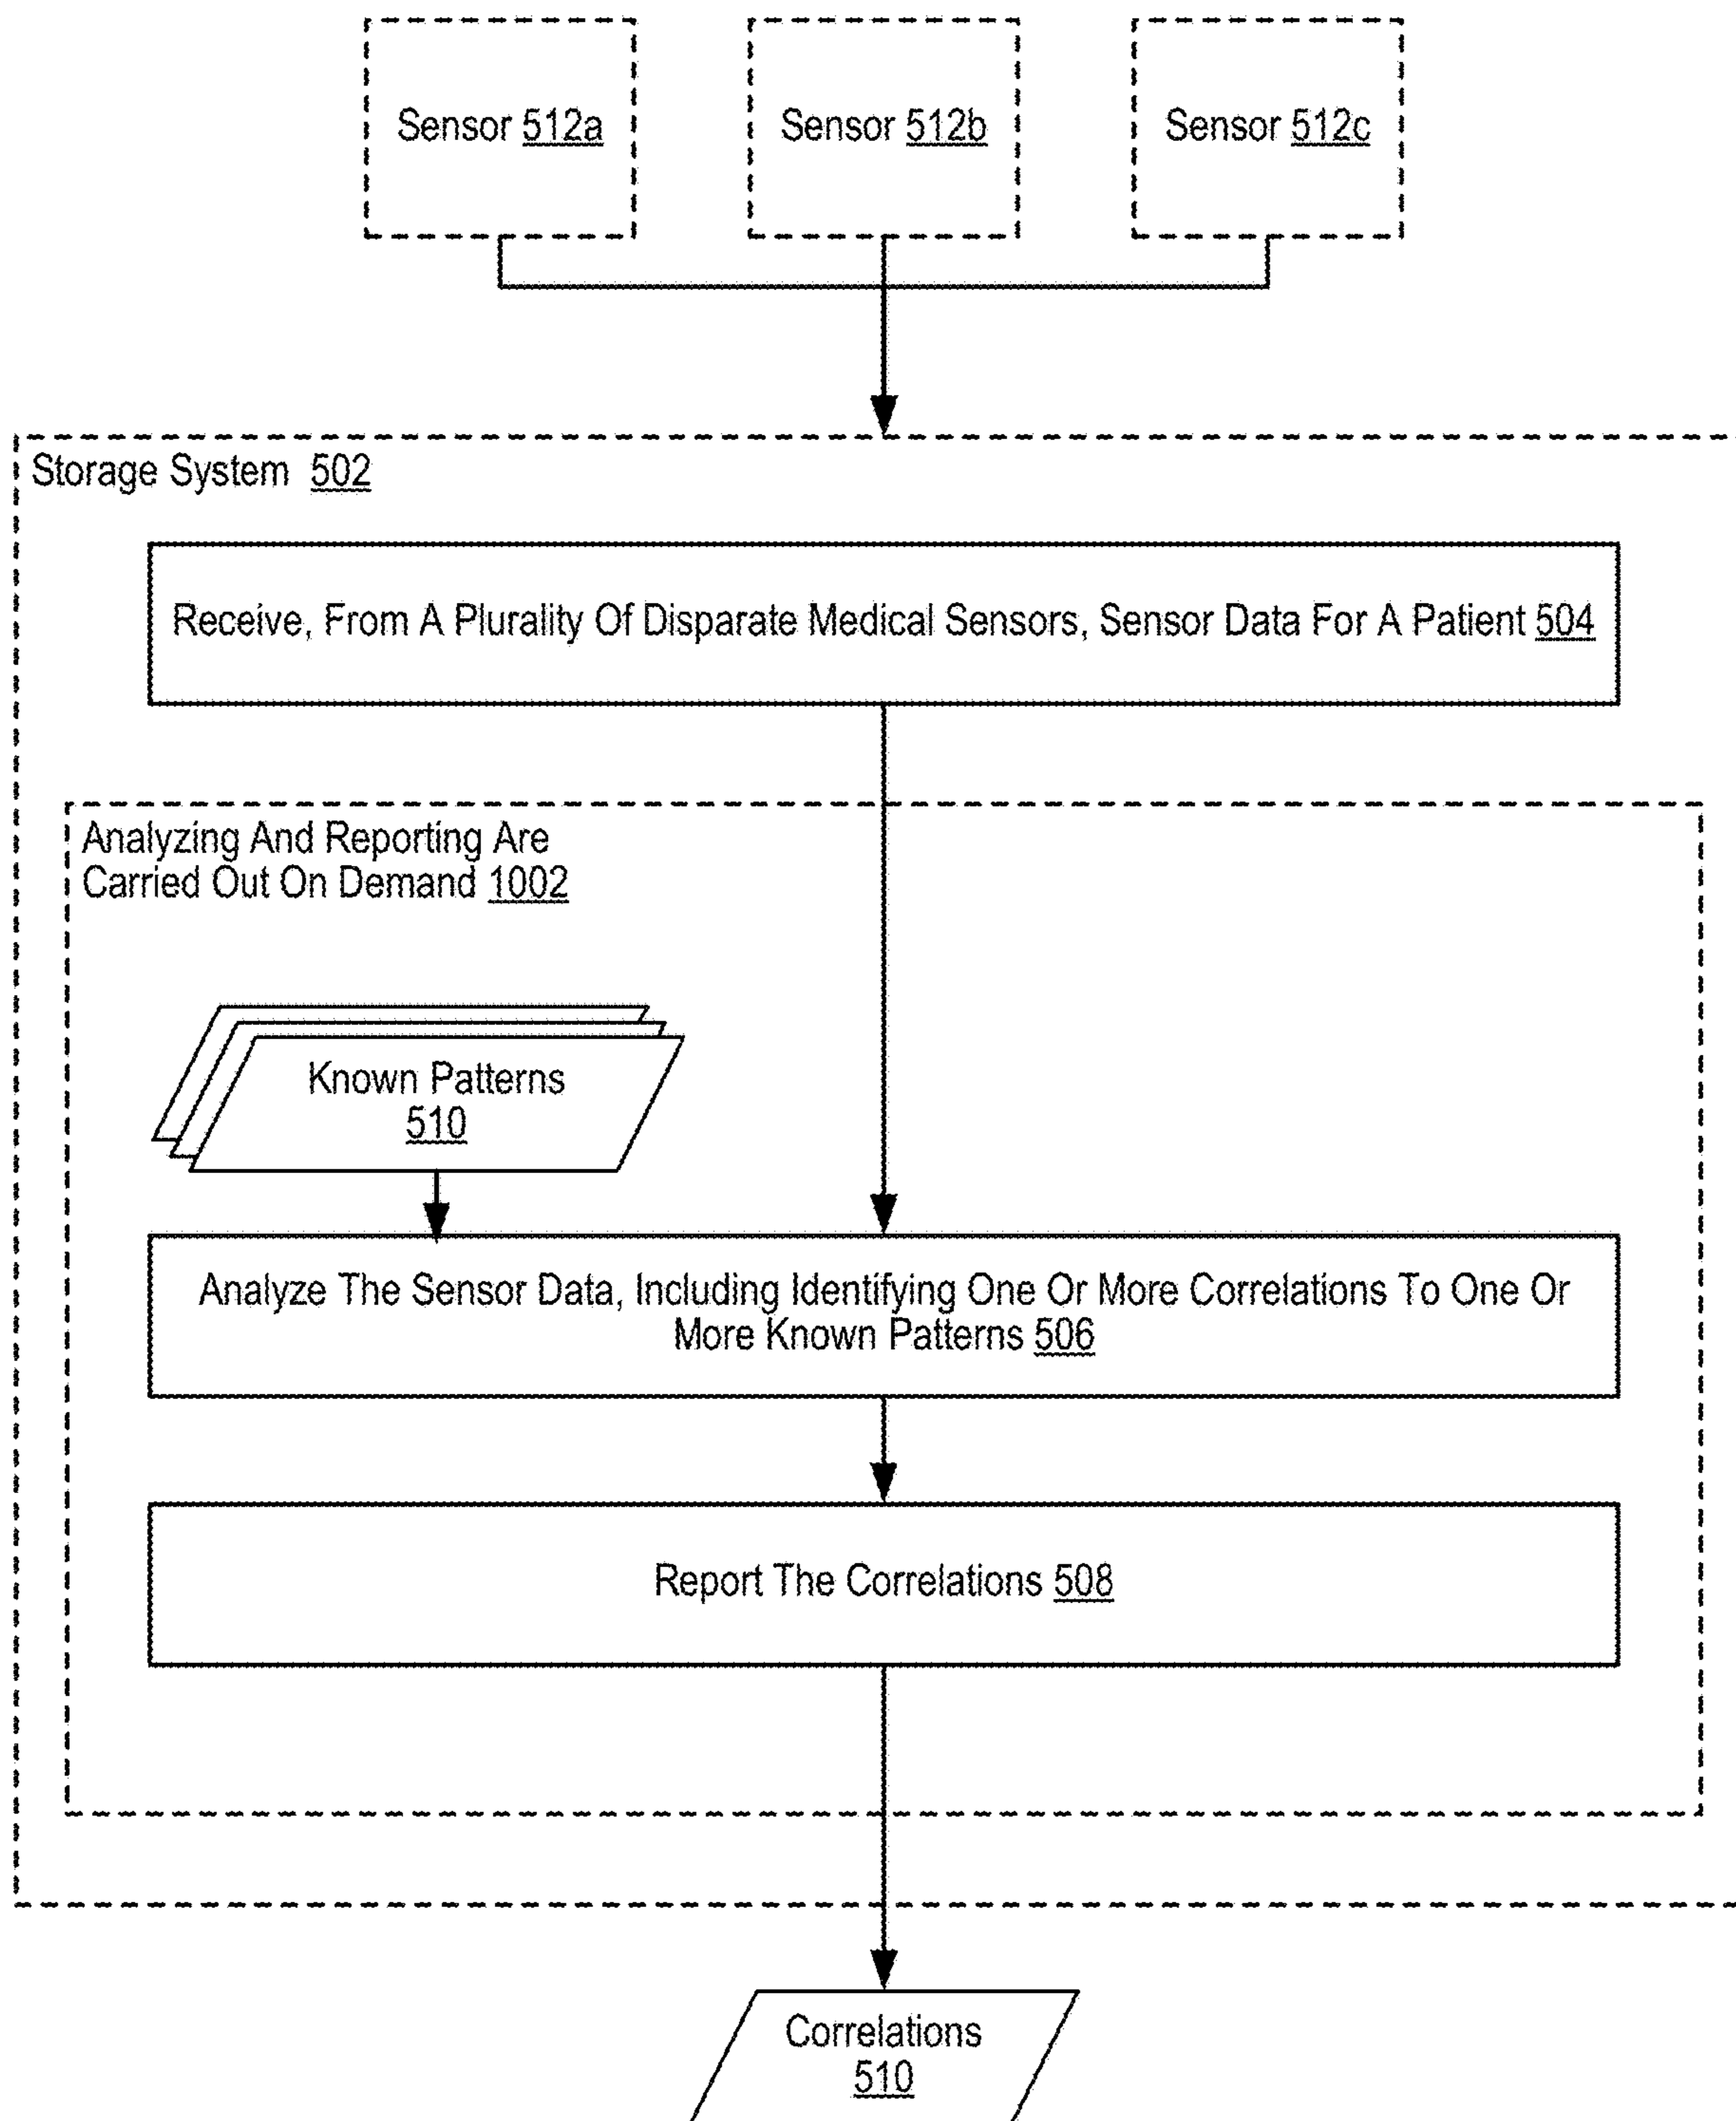 Sensor 512a
Sensor 512b
Sensor 512c
Storage System 502
Receive, From A Plurality Of Disparate Medical Sensors, Sensor Data For A Patient 504
Analyzing And Reporting Are
Carried Out On Demand 1002
Known Patterns
510
Analyze The Sensor Data, Including Identifying One Or More Correlations To One Or
More Known Patterns 506
Report The Correlations 508
Correlations
510